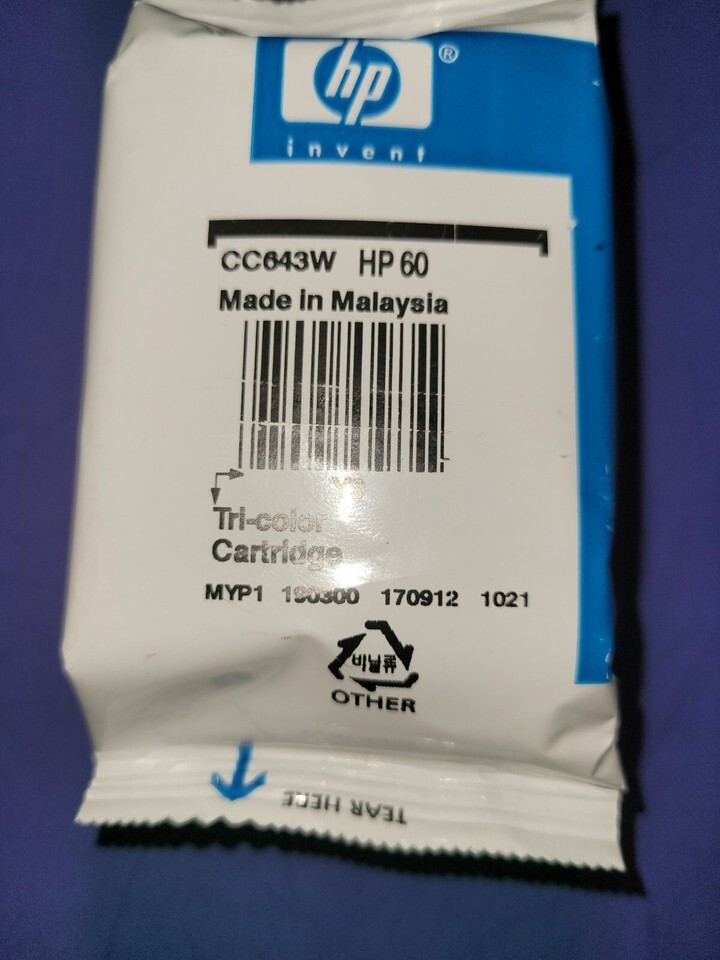 hp ®
invent
CC643W HP 60
Made in Malaysia
Tri-color
Cartridge
MYP1 190300 170912 1021
비닐류
OTHER
TEAR HERE